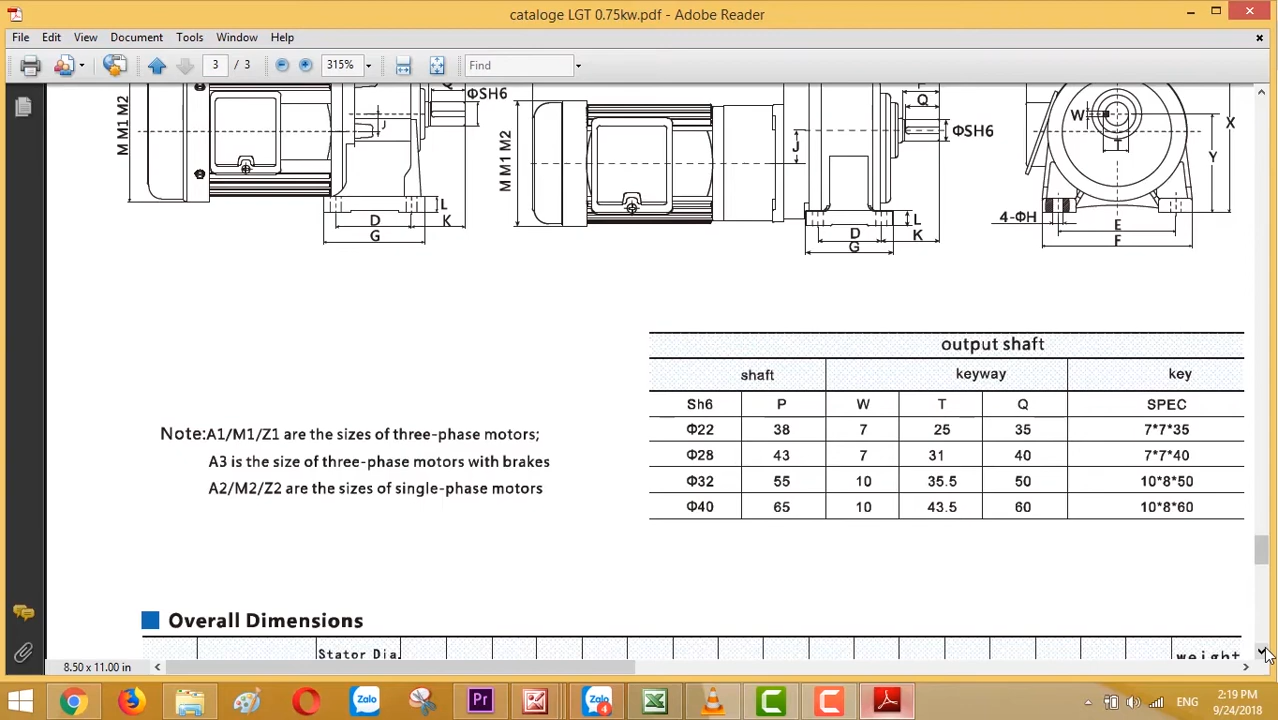 cataloge LGT 0.75kw.pdf - Adobe Reader
File Edit View Document Tools Window Help
3 / 3 315% Find
M M1 M2
ΦSH6
J
L
D K
G
M M1 M2
Q
ΦSH6
J
L
D K
G
W
T
X
Y
4-ΦH
E
F
output shaft
shaft keyway key
Sh6 P W T Q SPEC
Φ22 38 7 25 35 7*7*35
Φ28 43 7 31 40 7*7*40
Φ32 55 10 35.5 50 10*8*50
Φ40 65 10 43.5 60 10*8*60
Note:A1/M1/Z1 are the sizes of three-phase motors;
A3 is the size of three-phase motors with brakes
A2/M2/Z2 are the sizes of single-phase motors
Overall Dimensions
Stator Dia.
weight
8.50 x 11.00 in
Zalo Pr Zalo 4
ENG
2:19 PM
9/24/2018